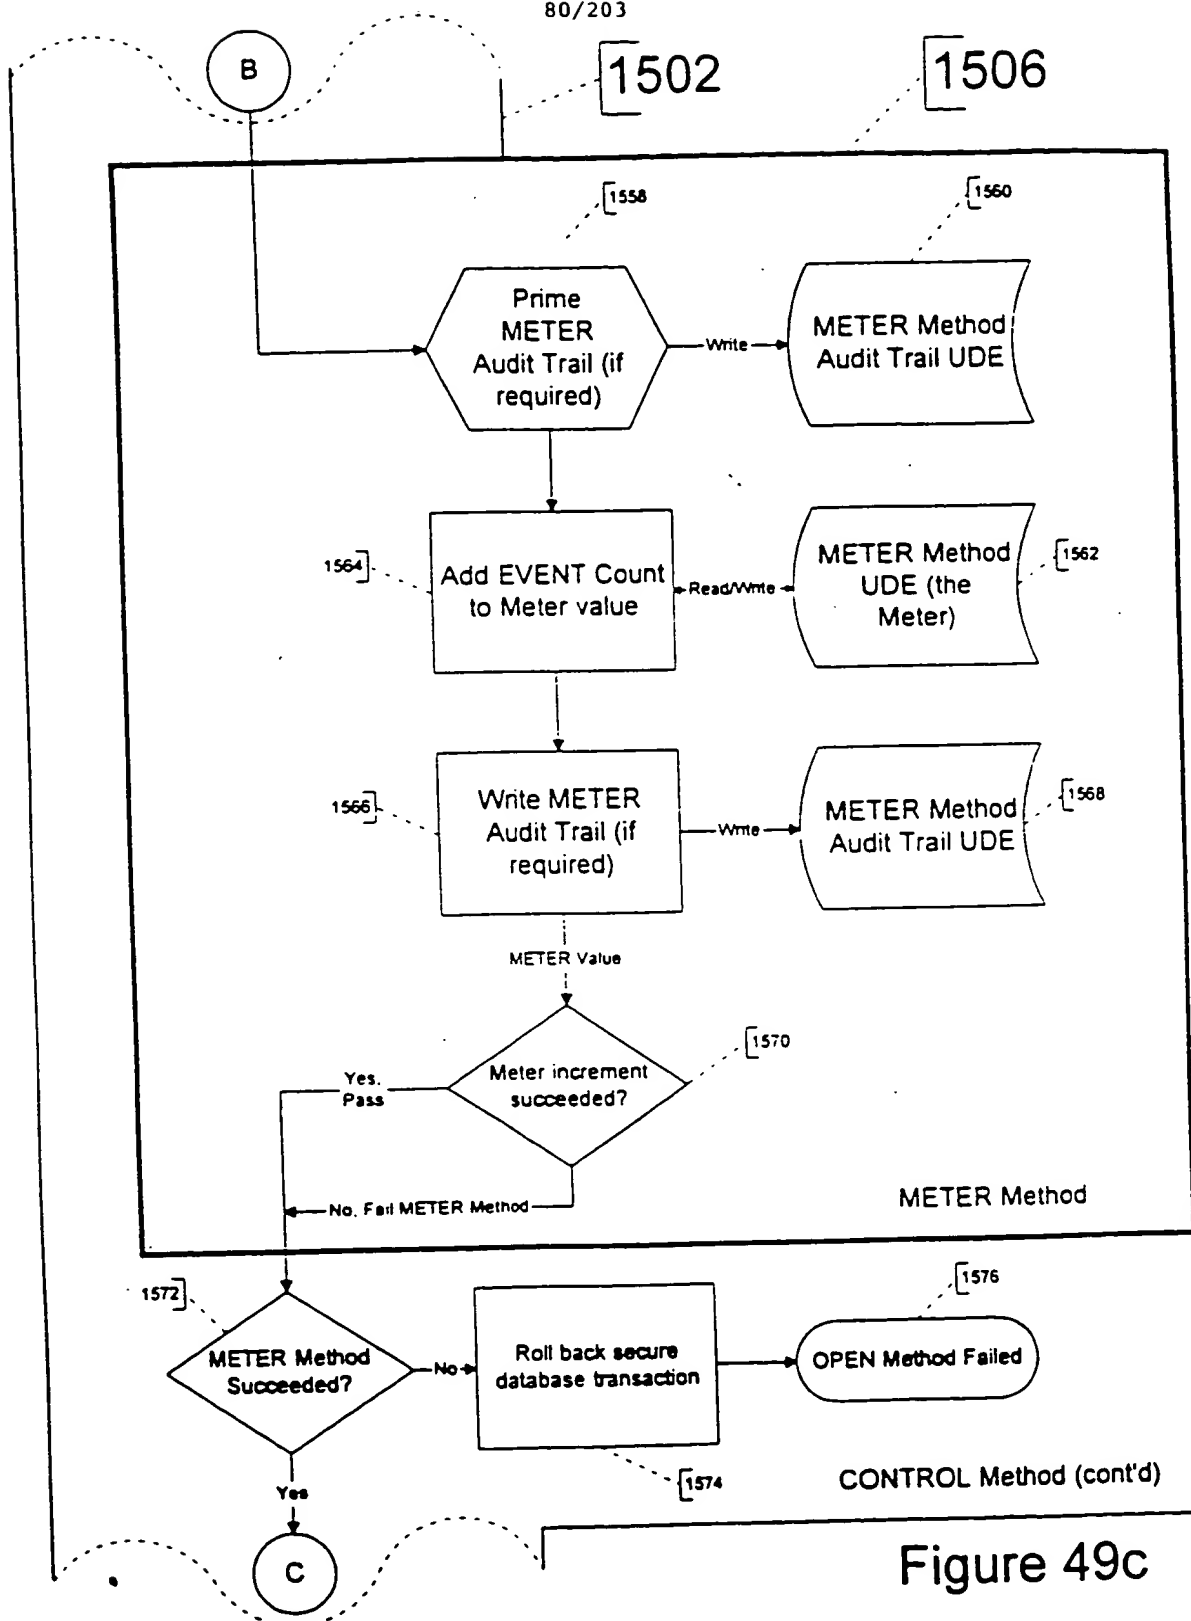 80/203
B
1502
1506
1558
1560
Prime
METER
Audit Trail (if
required)
Write
METER Method
Audit Trail UDE
1564
Add EVENT Count
to Meter value
Read/Write
METER Method
UDE (the
Meter)
1562
1566
Write METER
Audit Trail (if
required)
Write
METER Method
Audit Trail UDE
1568
METER Value
1570
Meter increment
succeeded?
Yes.
Pass
No. Fail METER Method
METER Method
1572
METER Method
Succeeded?
No
Roll back secure
database transaction
1576
OPEN Method Failed
1574
Yes
CONTROL Method (cont'd)
C
Figure 49c